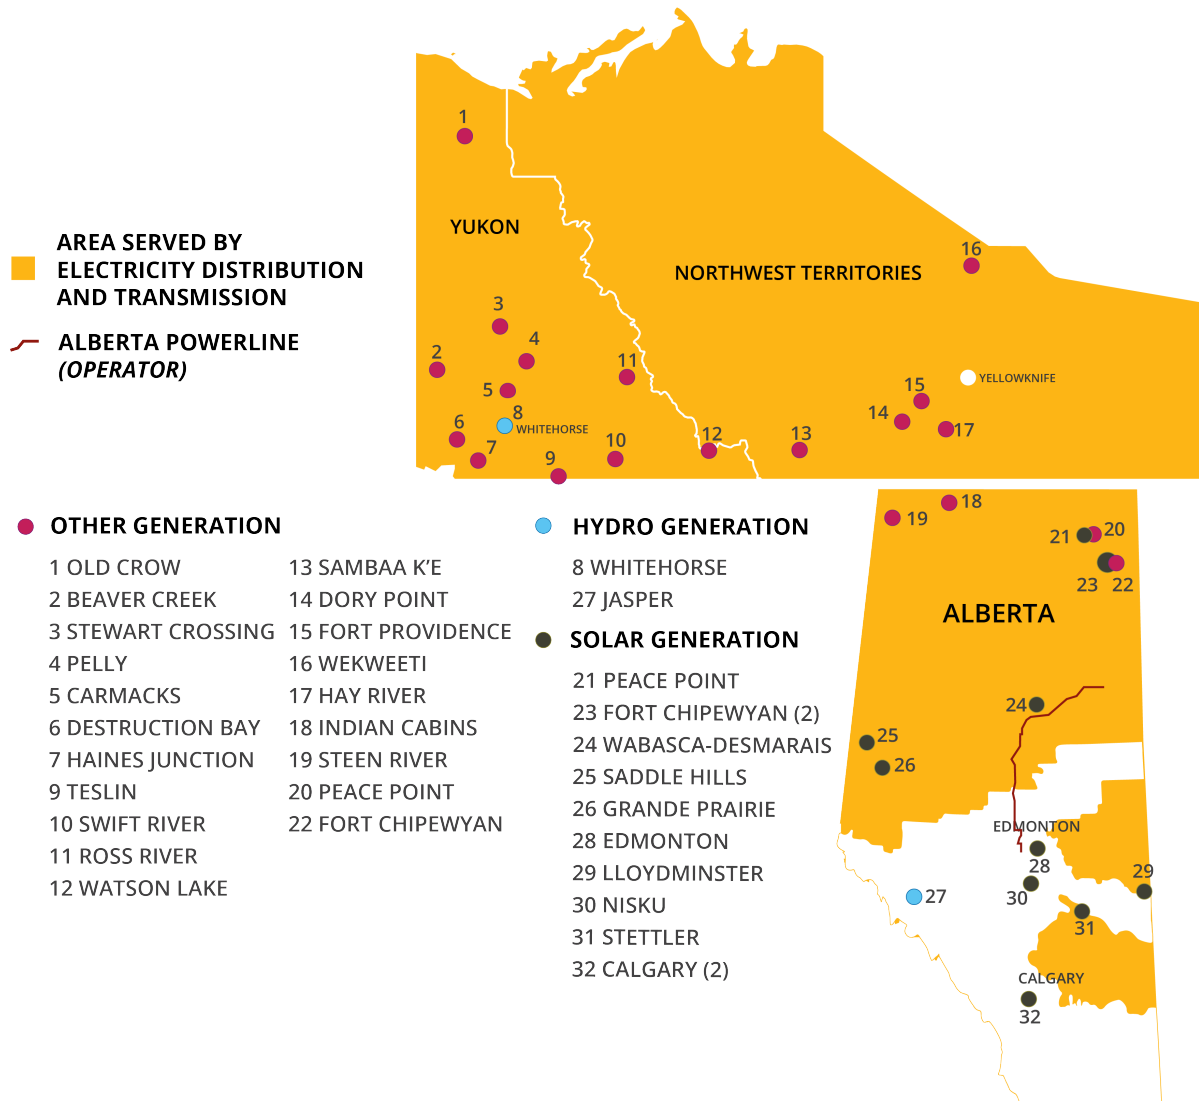 1
YUKON
AREA SERVED BY
ELECTRICITY DISTRIBUTION
AND TRANSMISSION
ALBERTA POWERLINE
(OPERATOR)
NORTHWEST TERRITORIES
16
3
4
2
11
5
15
YELLOWKNIFE
8
WHITEHORSE
14
6
17
7
10
12
13
9
OTHER GENERATION
1 OLD CROW
2 BEAVER CREEK
3 STEWART CROSSING
4 PELLY
5 CARMACKS
6 DESTRUCTION BAY
7 HAINES JUNCTION
9 TESLIN
10 SWIFT RIVER
11 ROSS RIVER
12 WATSON LAKE
13 SAMBAA K’E
14 DORY POINT
15 FORT PROVIDENCE
16 WEKWEETI
17 HAY RIVER
18 INDIAN CABINS
19 STEEN RIVER
20 PEACE POINT
22 FORT CHIPEWYAN
HYDRO GENERATION
8 WHITEHORSE
27 JASPER
SOLAR GENERATION
21 PEACE POINT
23 FORT CHIPEWYAN (2)
24 WABASCA-DESMARAIS
25 SADDLE HILLS
26 GRANDE PRAIRIE
28 EDMONTON
29 LLOYDMINSTER
30 NISKU
31 STETTLER
32 CALGARY (2)
18
19
20
21
23
22
ALBERTA
24
25
26
EDMONTON
28
29
30
27
31
CALGARY
32